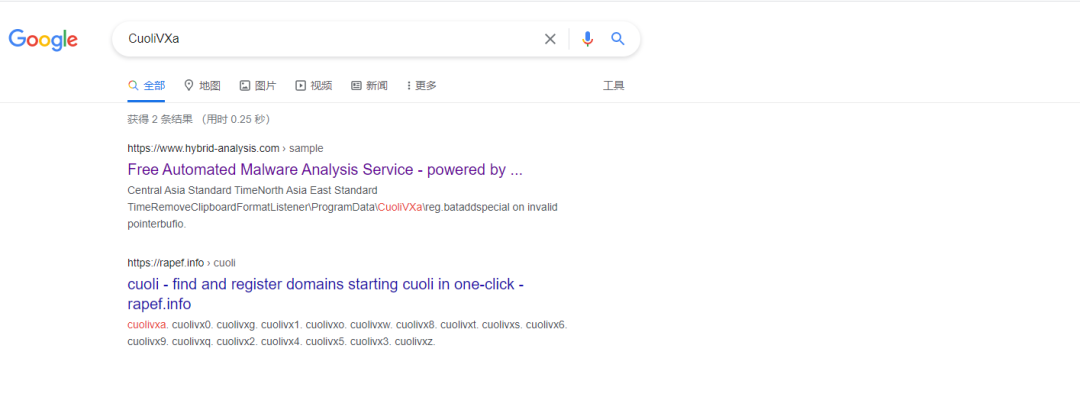 Google
CuoliVXa
全部 地图 图片 视频 新闻 更多 工具
获得 2 条结果 （用时 0.25 秒）
https://www.hybrid-analysis.com › sample
Free Automated Malware Analysis Service - powered by ...
Central Asia Standard TimeNorth Asia East Standard
TimeRemoveClipboardFormatListener\ProgramData\CuoliVXa\reg.bataddspecial on invalid
pointerbufio.
https://rapef.info › cuoli
cuoli - find and register domains starting cuoli in one-click -
rapef.info
cuolivxa. cuolivx0. cuolivxg. cuolivx1. cuolivxo. cuolivxw. cuolivx8. cuolivxt. cuolivxs. cuolivx6.
cuolivx9. cuolivxq. cuolivx2. cuolivx4. cuolivx5. cuolivx3. cuolivxz.